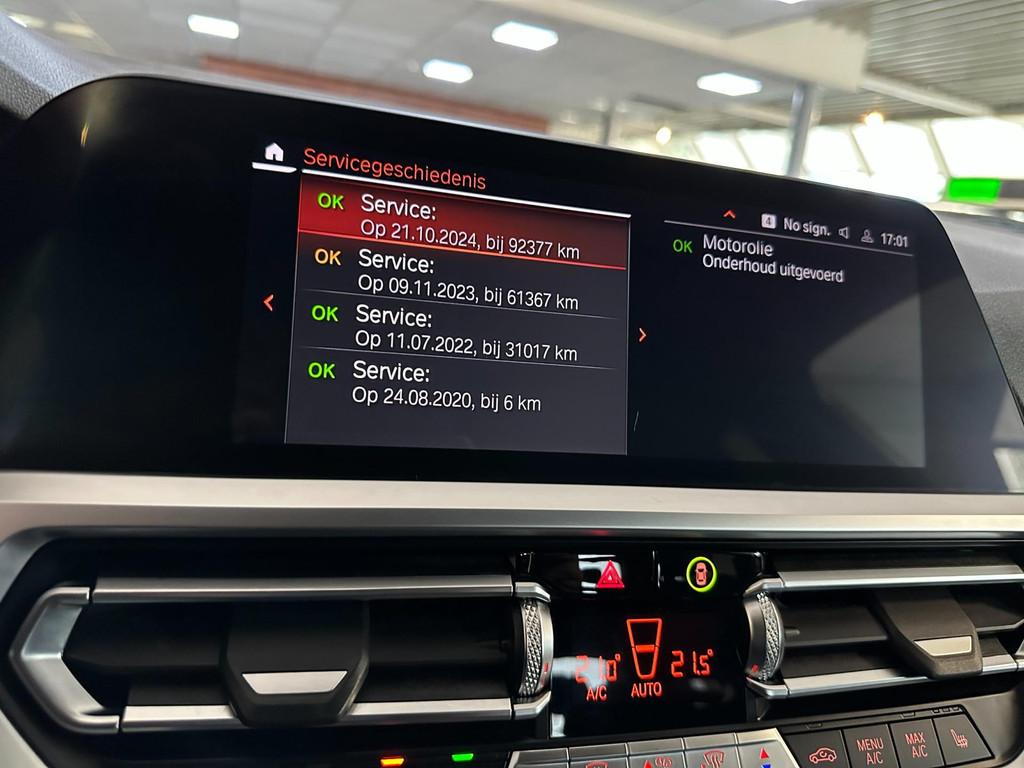 Servicegeschiedenis
OK Service:
Op 21.10.2024, bij 92377 km
OK Service:
Op 09.11.2023, bij 61367 km
OK Service:
Op 11.07.2022, bij 31017 km
OK Service:
Op 24.08.2020, bij 6 km
4 No sign. 17:01
OK Motorolie
Onderhoud uitgevoerd
21.0° 21.5°
A/C AUTO
MENU A/C
MAX A/C